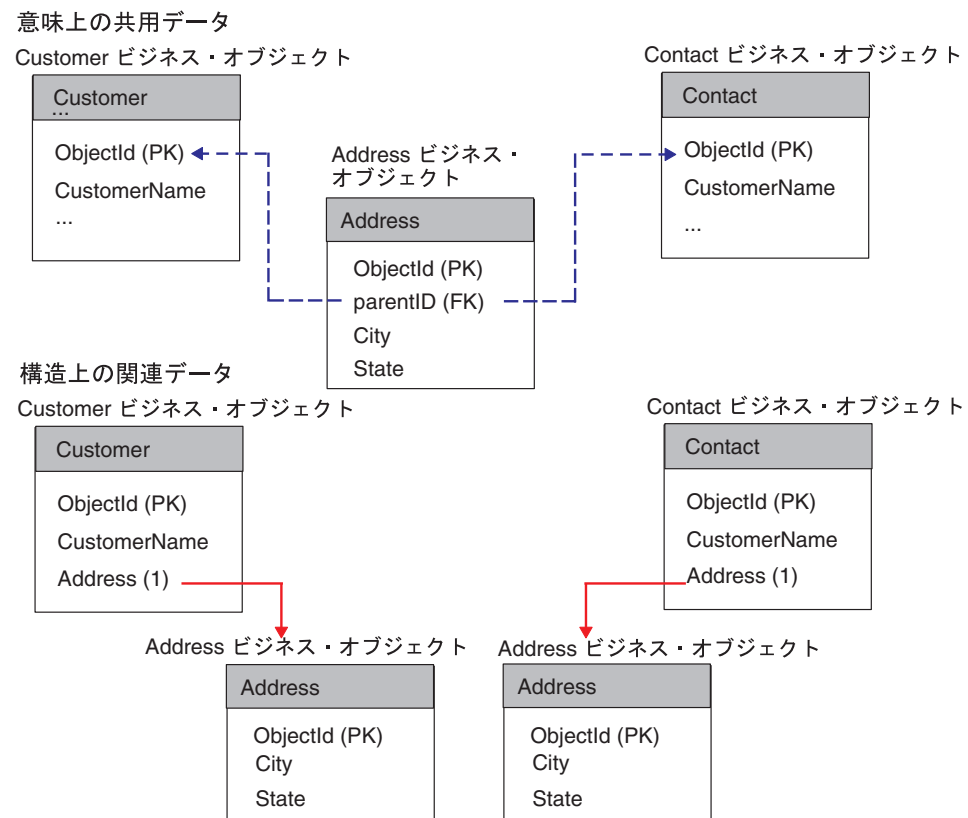 意味上の共用データ
Customer ビジネス・オブジェクト
Customer
...
ObjectId (PK)
CustomerName
...
Address ビジネス・
オブジェクト
Address
ObjectId (PK)
parentID (FK)
City
State
Contact ビジネス・オブジェクト
Contact
ObjectId (PK)
CustomerName
...
構造上の関連データ
Customer ビジネス・オブジェクト
Customer
ObjectId (PK)
CustomerName
Address (1)
Contact ビジネス・オブジェクト
Contact
ObjectId (PK)
CustomerName
Address (1)
Address ビジネス・オブジェクト
Address
ObjectId (PK)
City
State
Address ビジネス・オブジェクト
Address
ObjectId (PK)
City
State